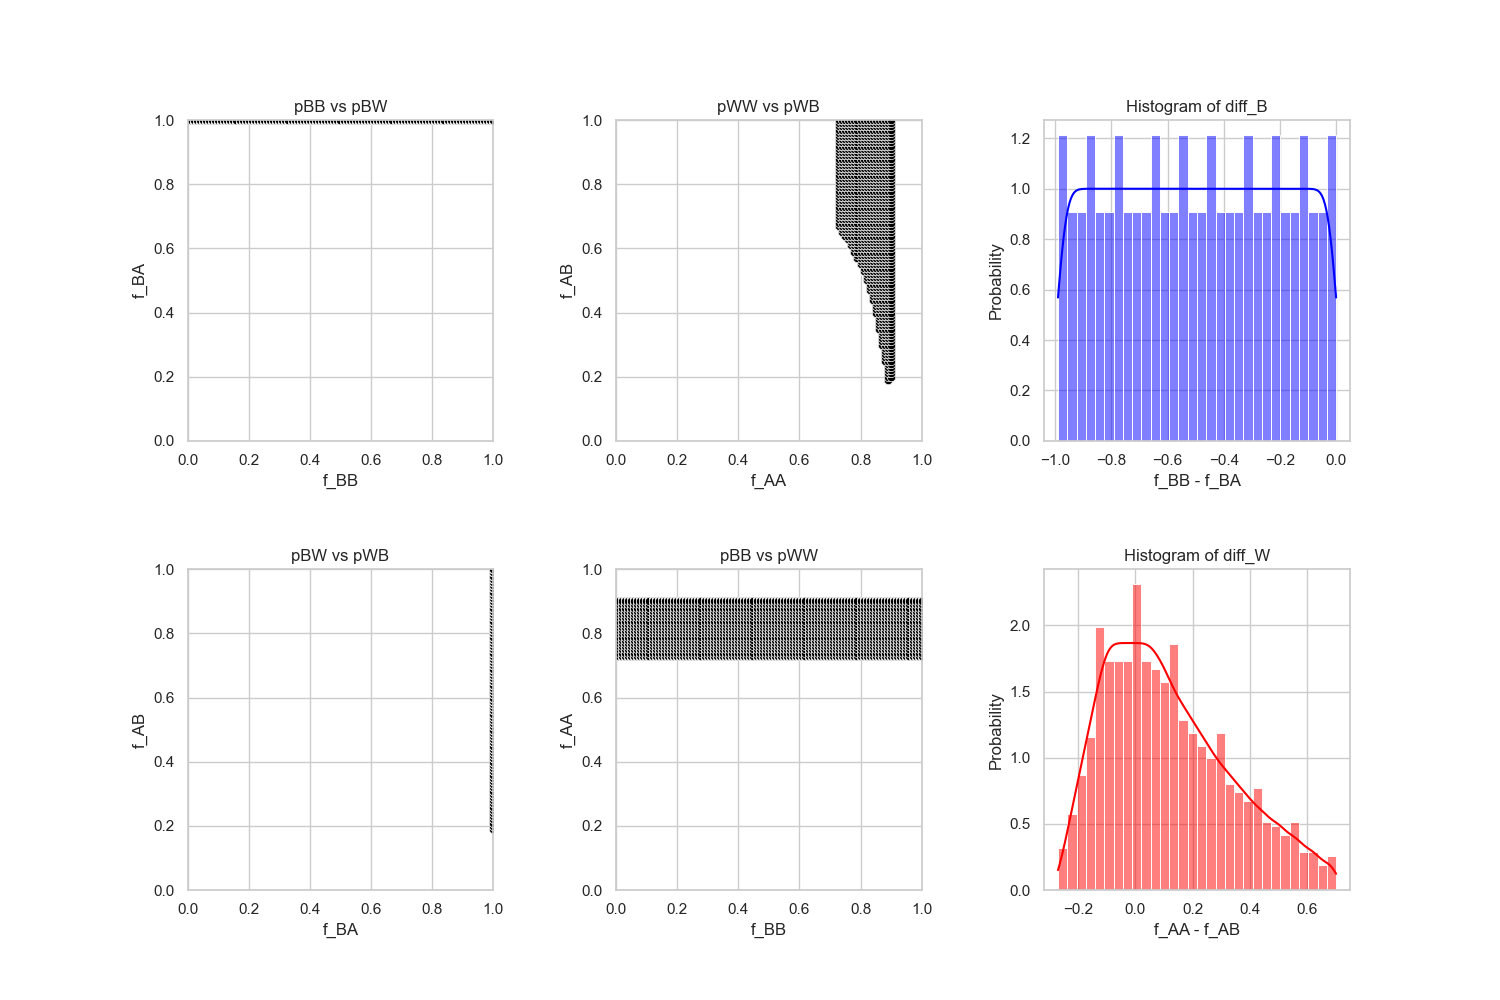 pBB vs pBW
1.0
0.8
0.6
0.4
0.2
0.0
f_BA
0.0 0.2 0.4 0.6 0.8 1.0
f_BB
pWW vs pWB
1.0
0.8
0.6
0.4
0.2
0.0
f_AB
0.0 0.2 0.4 0.6 0.8 1.0
f_AA
Histogram of diff_B
1.2
1.0
0.8
0.6
0.4
0.2
0.0
Probability
−1.0 −0.8 −0.6 −0.4 −0.2 0.0
f_BB - f_BA
pBW vs pWB
1.0
0.8
0.6
0.4
0.2
0.0
f_AB
0.0 0.2 0.4 0.6 0.8 1.0
f_BA
pBB vs pWW
1.0
0.8
0.6
0.4
0.2
0.0
f_AA
0.0 0.2 0.4 0.6 0.8 1.0
f_BB
Histogram of diff_W
2.0
1.5
1.0
0.5
0.0
Probability
−0.2 0.0 0.2 0.4 0.6
f_AA - f_AB